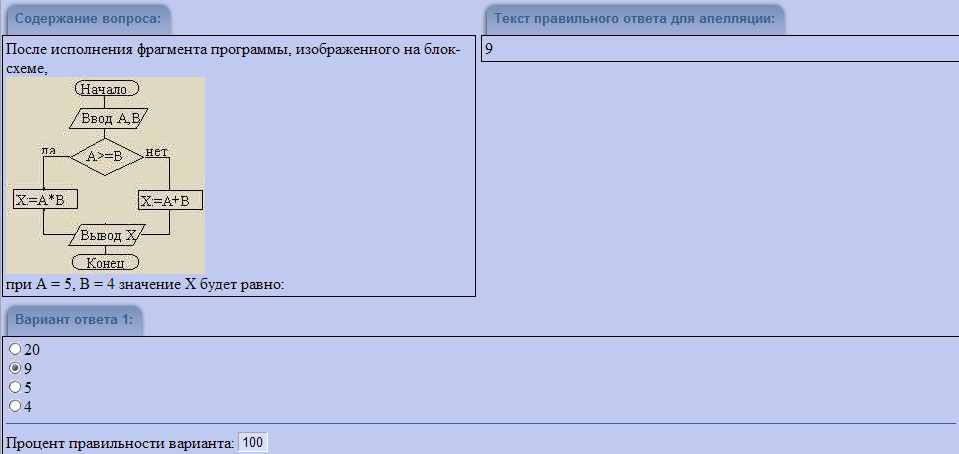 Содержание вопроса:
Текст правильного ответа для апелляции:
После исполнения фрагмента программы, изображенного на блок-
схеме,
9
Начало
Ввод A,B
да
A>=B
нет
X:=A*B
X:=A+B
Вывод X
Конец
при A = 5, B = 4 значение X будет равно:
Вариант ответа 1:
20
9
5
4
Процент правильности варианта: 100